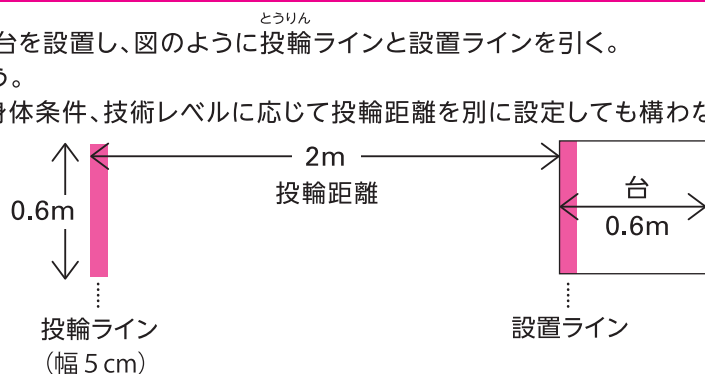 とうりん
台を設置し、図のように投輪ラインと設置ラインを引く。
う。
身体条件、技術レベルに応じて投輪距離を別に設定しても構わな
2m
投輪距離
0.6m
台
0.6m
投輪ライン
（幅5cm）
設置ライン